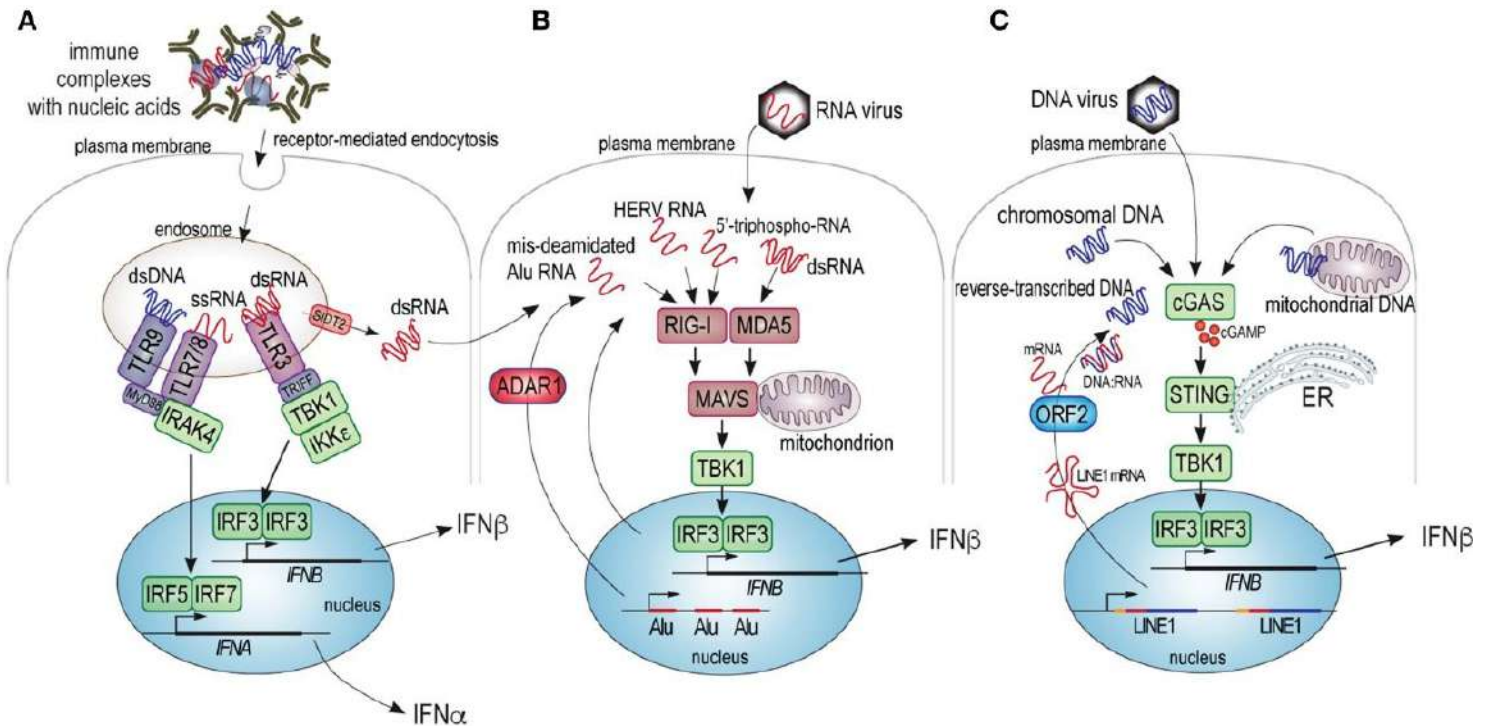 A
immune
complexes
with nucleic acids
plasma membrane
receptor-mediated endocytosis
endosome
dsDNA
ssRNA
dsRNA
SIDT2
dsRNA
TLR9
TLR7/8
TLR3
MyD88
IRAK4
TRIFF
TBK1
IKKε
IRF3 IRF3
IFNB
IFNβ
IRF5 IRF7
nucleus
IFNA
IFNα
B
RNA virus
plasma membrane
HERV RNA
5'-triphospho-RNA
mis-deamidated
Alu RNA
dsRNA
RIG-I MDA5
ADAR1
MAVS
mitochondrion
TBK1
IRF3 IRF3
IFNβ
IFNB
Alu Alu Alu
nucleus
C
DNA virus
plasma membrane
chromosomal DNA
reverse-transcribed DNA
cGAS
mitochondrial DNA
cGAMP
mRNA
DNA:RNA
STING
ER
ORF2
TBK1
LINE1 mRNA
IRF3 IRF3
IFNβ
IFNB
LINE1 LINE1
nucleus